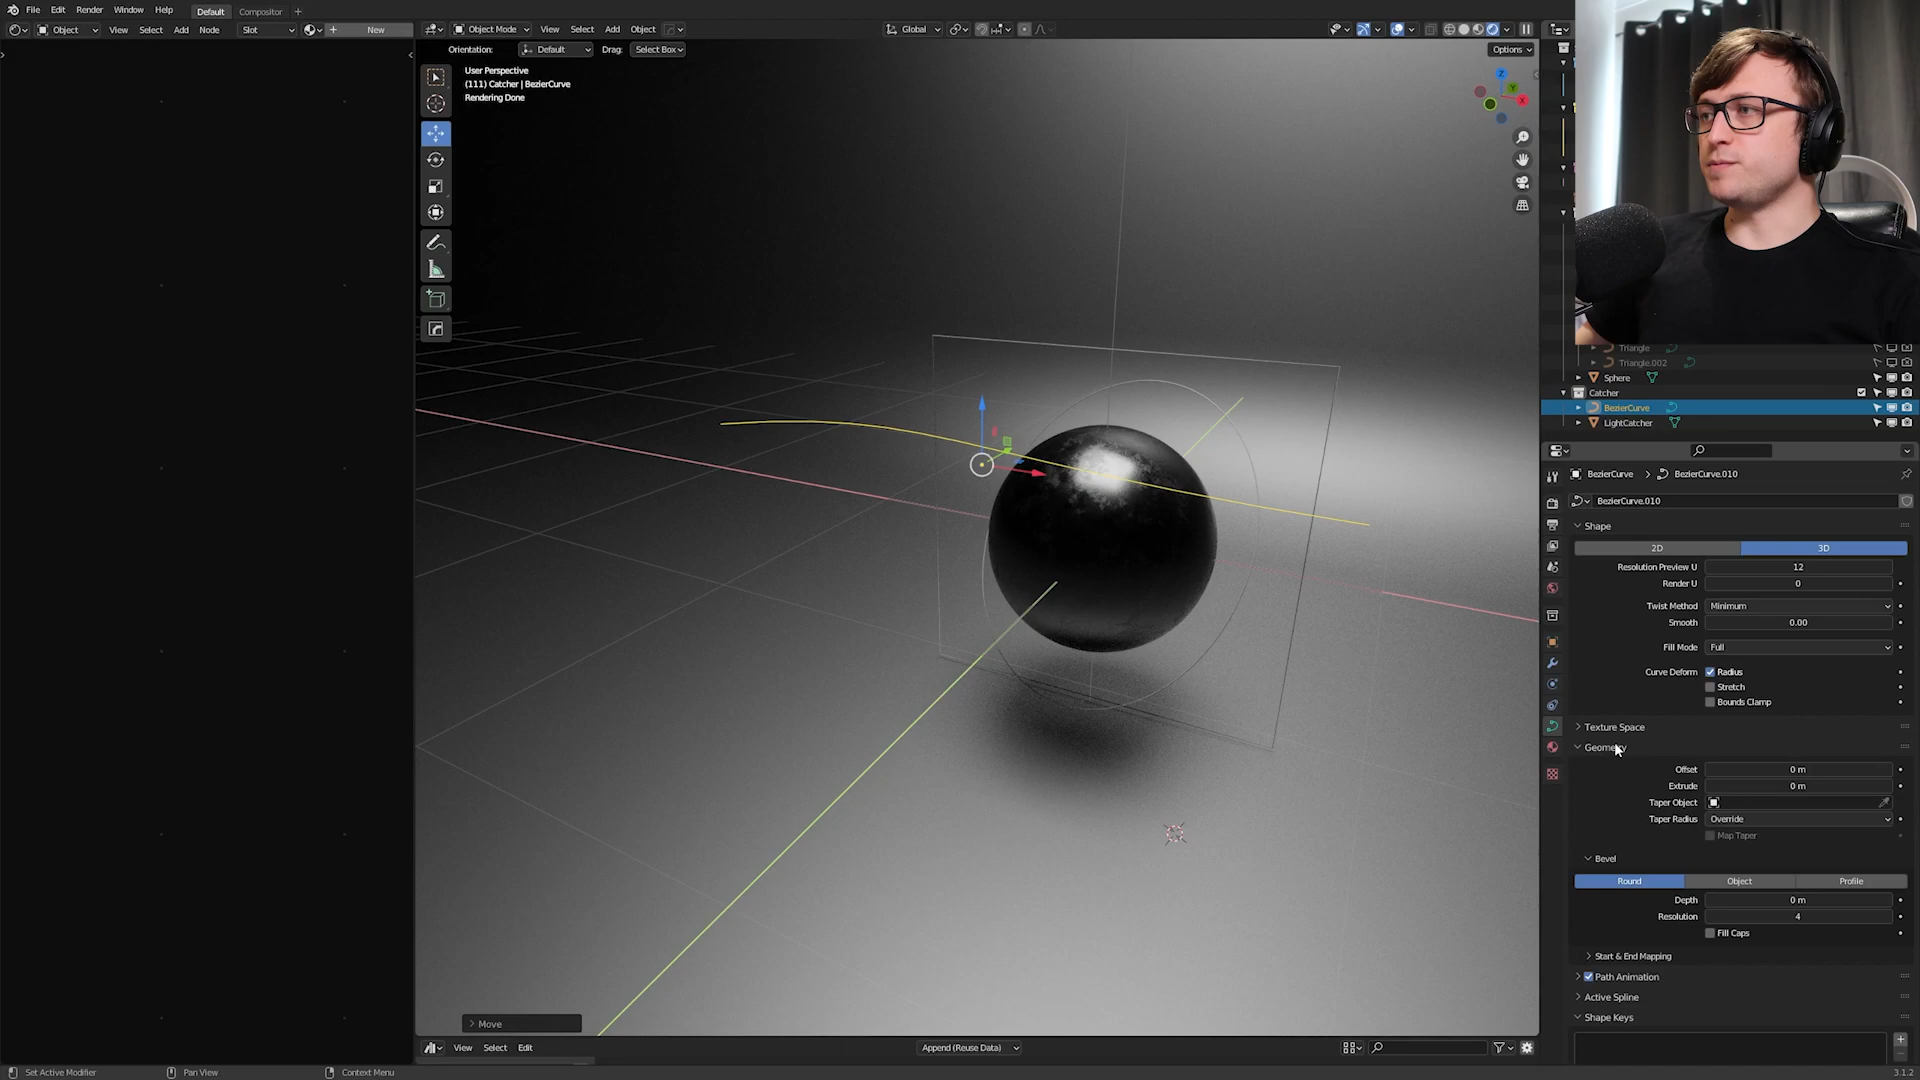 File Edit Render Window Help Default Compositor +
Object View Select Add Node Slot New
Object Mode View Select Add Object Global
Orientation: Default Drag: Select Box Options
User Perspective
(111) Catcher | BezierCurve
Rendering Done
Z
Y
X
Triangle
Triangle.002
Sphere
Catcher
BezierCurve
LightCatcher
BezierCurve > BezierCurve.010
BezierCurve.010
Shape
2D 3D
Resolution Preview U 12
Render U 0
Twist Method Minimum
Smooth 0.00
Fill Mode Full
Curve Deform Radius
Stretch
Bounds Clamp
Texture Space
Geometry
Offset 0 m
Extrude 0 m
Taper Object
Taper Radius Override
Map Taper
Bevel
Round Object Profile
Depth 0 m
Resolution 4
Fill Caps
Start & End Mapping
Path Animation
Active Spline
Shape Keys
Move
View Select Edit Append (Reuse Data)
Set Active Modifier Pan View Context Menu 3.1.2